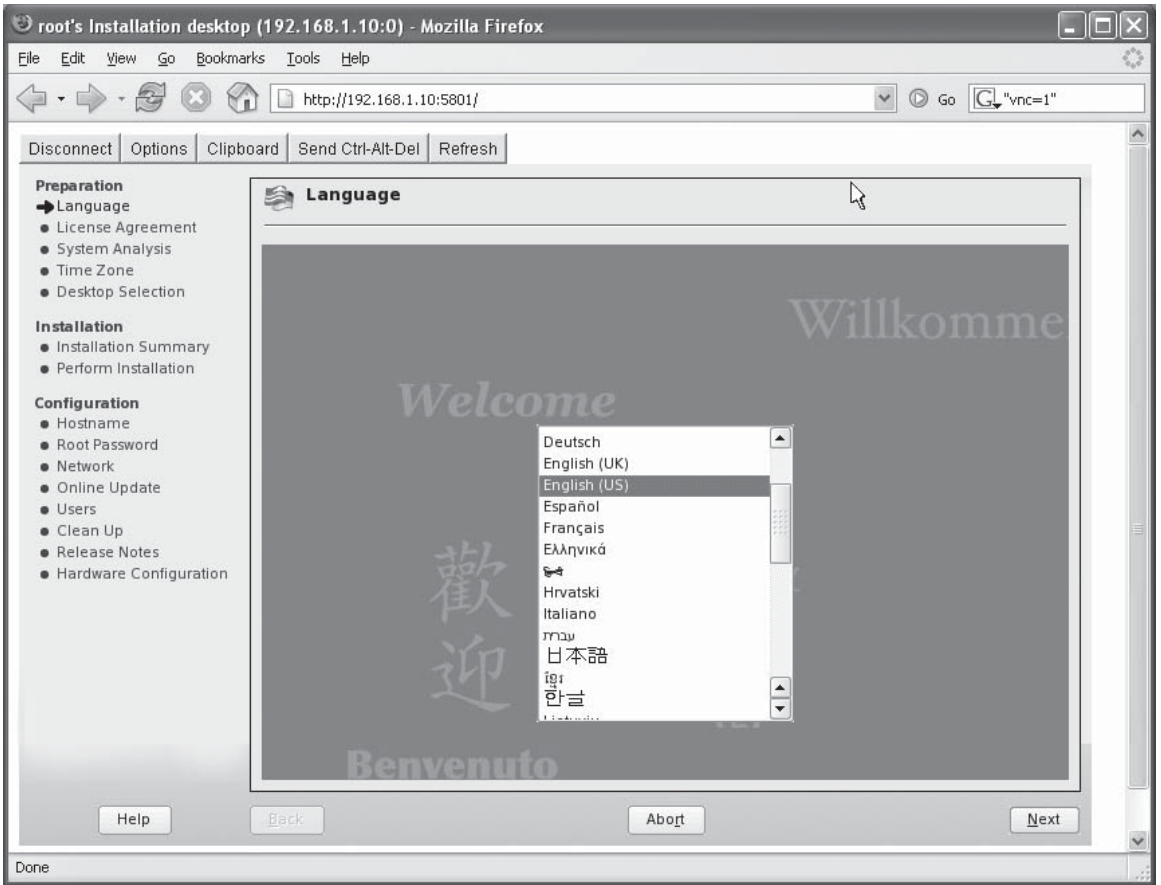 root's Installation desktop (192.168.1.10:0) - Mozilla Firefox
File Edit View Go Bookmarks Tools Help
http://192.168.1.10:5801/ Go G "vnc=1"
Disconnect Options Clipboard Send Ctrl-Alt-Del Refresh
Preparation
Language
License Agreement
System Analysis
Time Zone
Desktop Selection
Installation
Installation Summary
Perform Installation
Configuration
Hostname
Root Password
Network
Online Update
Users
Clean Up
Release Notes
Hardware Configuration
Language
Willkomme
Welcome
歡迎
Benvenuto
Deutsch
English (UK)
English (US)
Español
Français
Ελληνικά
Hrvatski
Italiano
עברית
日本語
ខ្មែរ
한글
Help Back Abort Next
Done